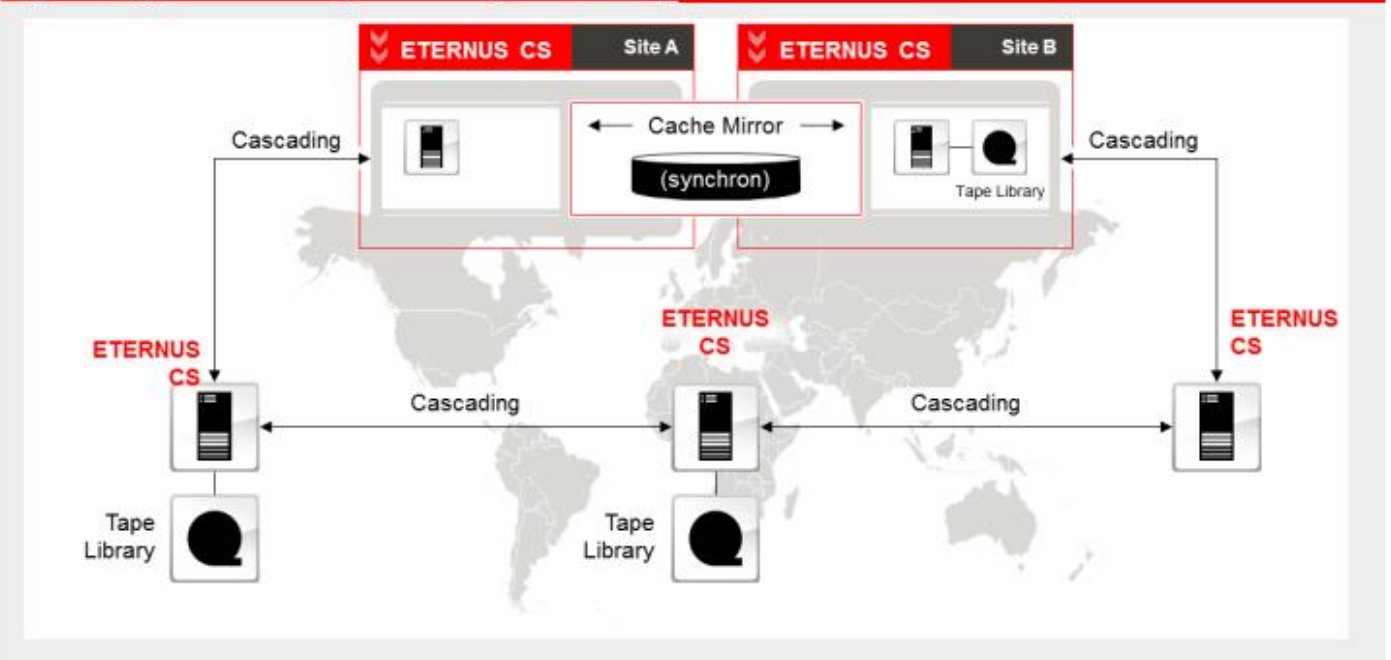 ETERNUS CS Site A
ETERNUS CS Site B
Cascading
Cache Mirror
Cascading
(synchron)
Tape Library
ETERNUS
CS
ETERNUS
CS
ETERNUS
CS
Cascading
Cascading
Tape
Library
Tape
Library